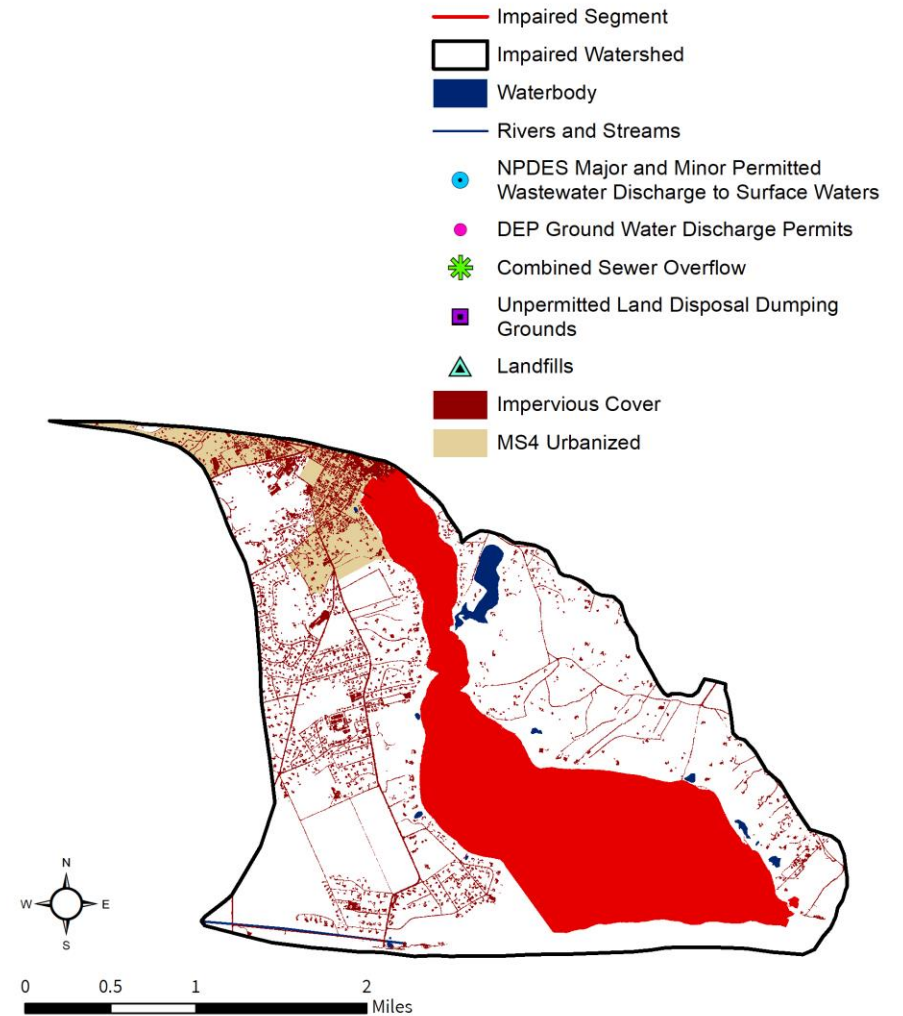 Impaired Segment
Impaired Watershed
Waterbody
Rivers and Streams
NPDES Major and Minor Permitted
Wastewater Discharge to Surface Waters
DEP Ground Water Discharge Permits
Combined Sewer Overflow
Unpermitted Land Disposal Dumping
Grounds
Landfills
Impervious Cover
MS4 Urbanized
N
W E
S
0 0.5 1 2
Miles